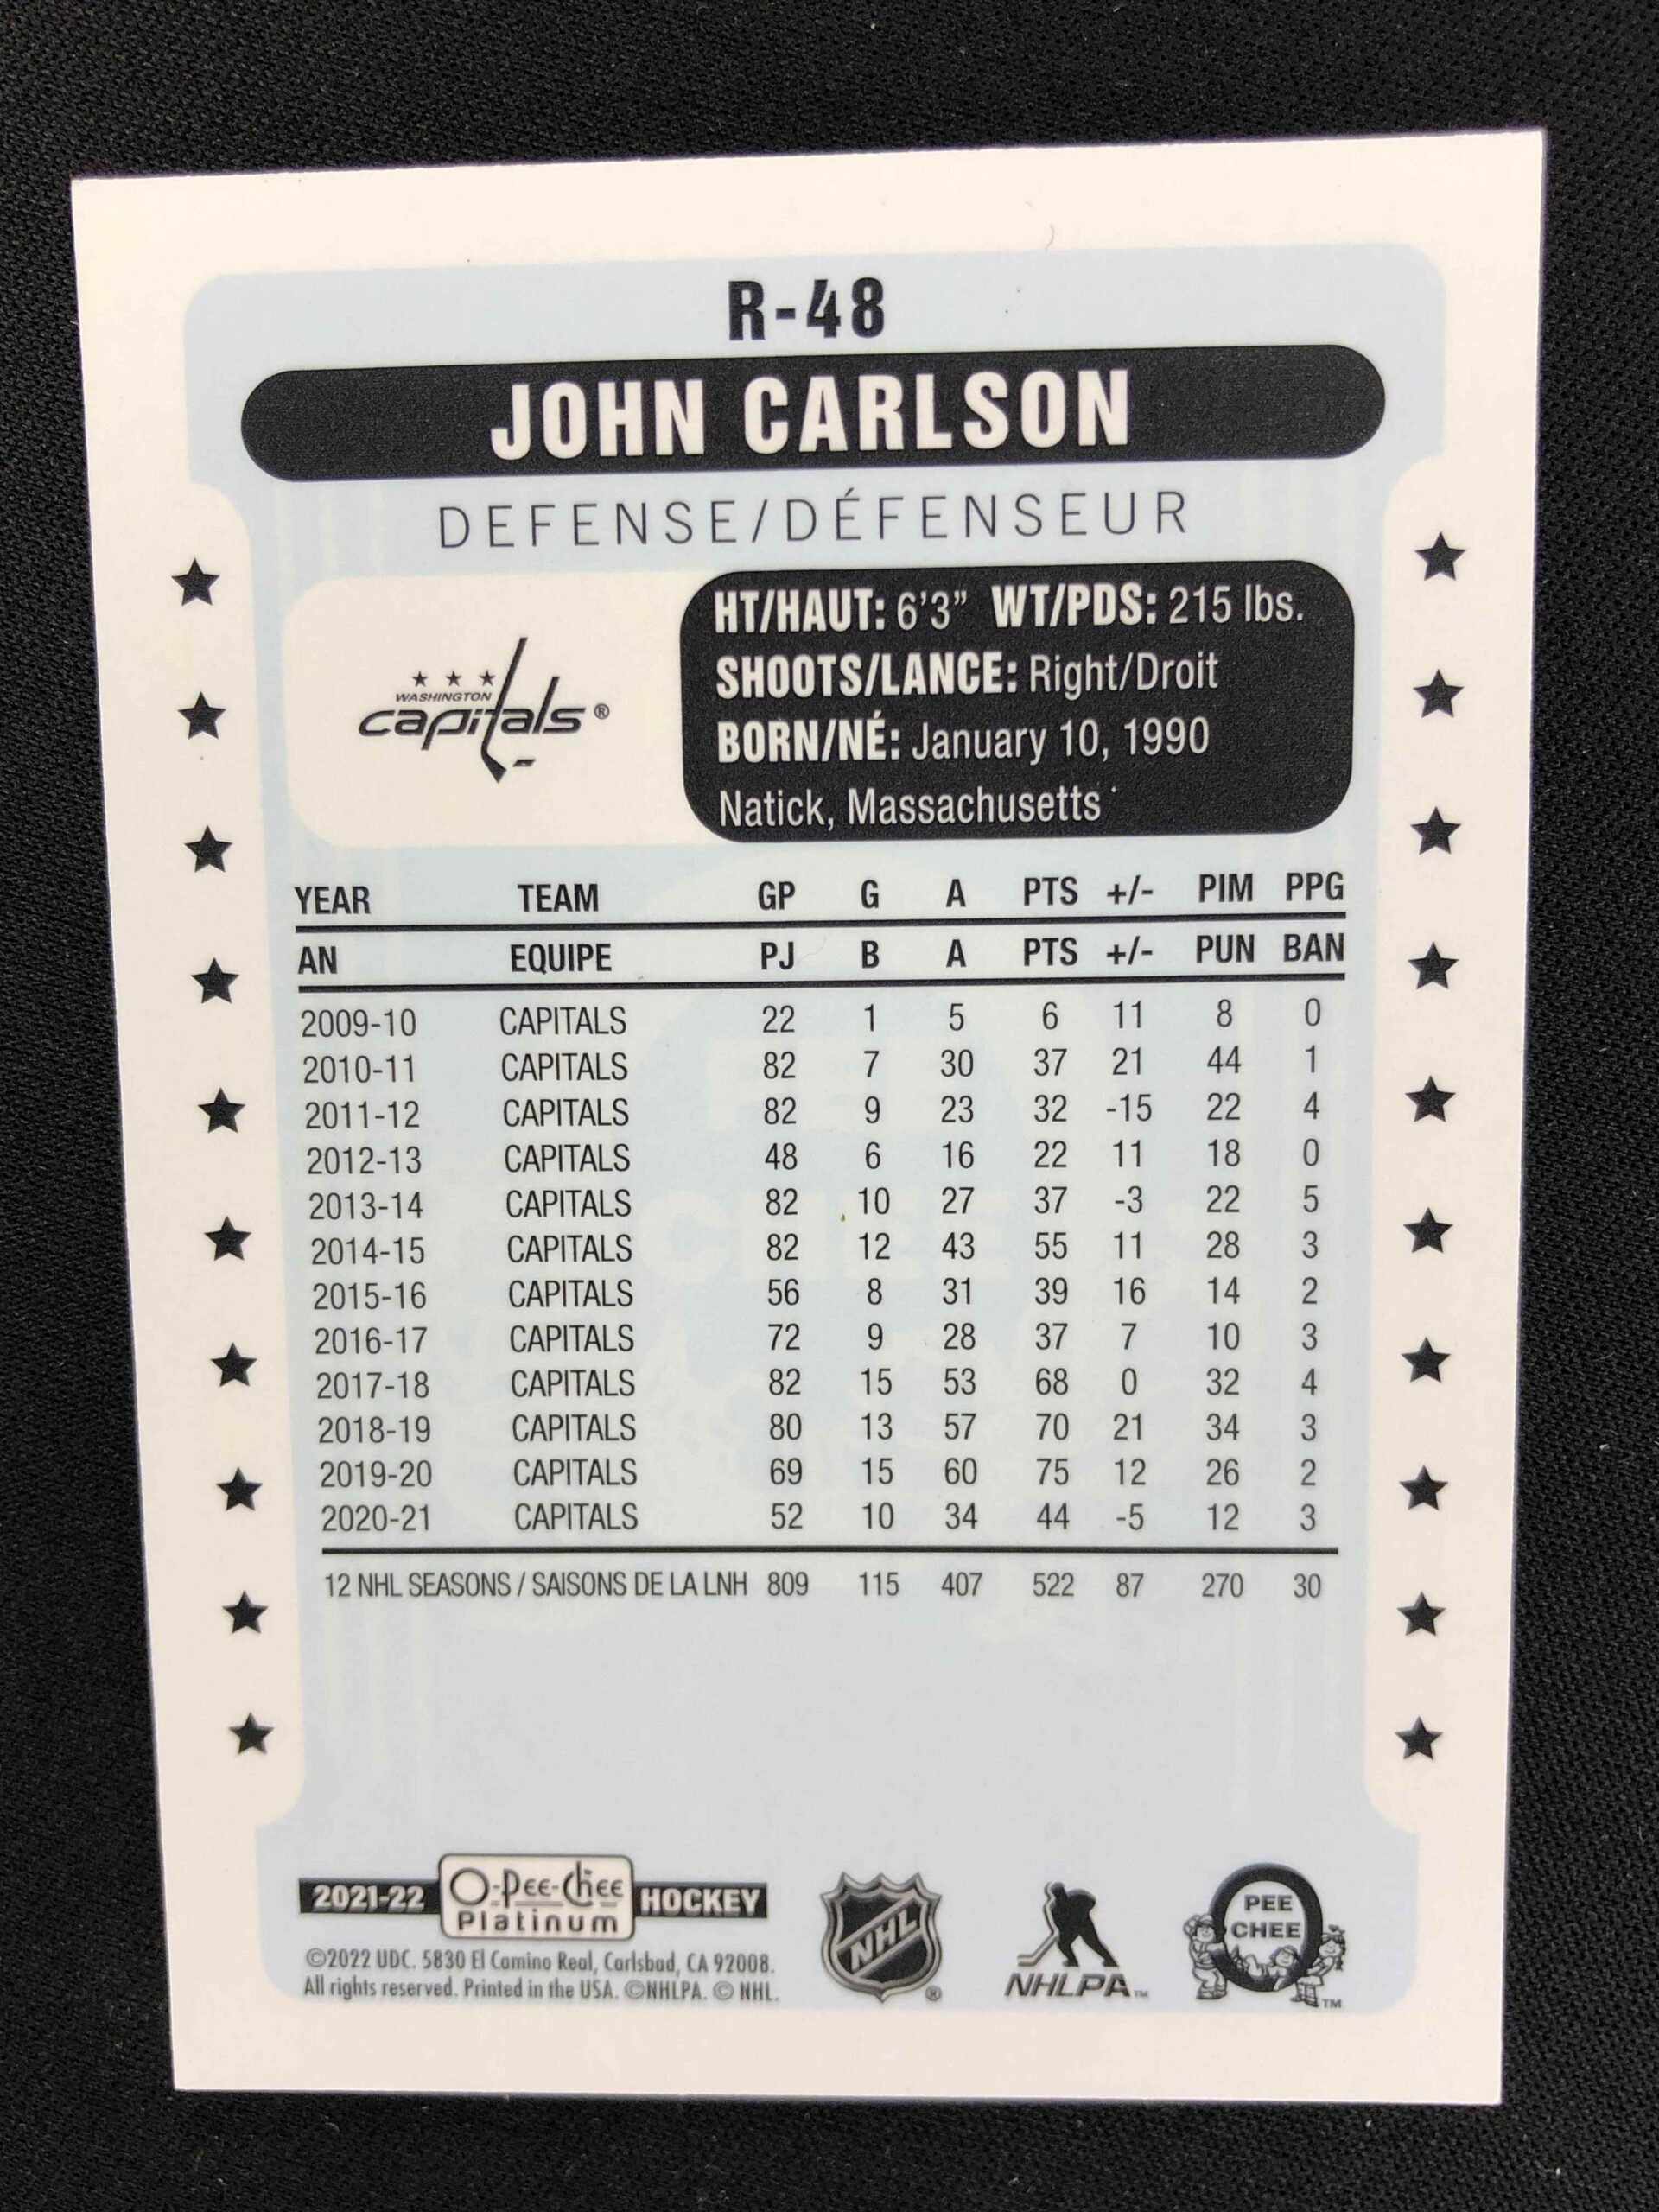 R-48
JOHN CARLSON
DEFENSE/DÉFENSEUR
★ ★ ★
WASHINGTON
capitals ®
HT/HAUT: 6'3” WT/PDS: 215 lbs.
SHOOTS/LANCE: Right/Droit
BORN/NÉ: January 10, 1990
Natick, Massachusetts
YEAR TEAM GP G A PTS +/- PIM PPG
AN EQUIPE PJ B A PTS +/- PUN BAN
2009-10 CAPITALS 22 1 5 6 11 8 0
2010-11 CAPITALS 82 7 30 37 21 44 1
2011-12 CAPITALS 82 9 23 32 -15 22 4
2012-13 CAPITALS 48 6 16 22 11 18 0
2013-14 CAPITALS 82 10 27 37 -3 22 5
2014-15 CAPITALS 82 12 43 55 11 28 3
2015-16 CAPITALS 56 8 31 39 16 14 2
2016-17 CAPITALS 72 9 28 37 7 10 3
2017-18 CAPITALS 82 15 53 68 0 32 4
2018-19 CAPITALS 80 13 57 70 21 34 3
2019-20 CAPITALS 69 15 60 75 12 26 2
2020-21 CAPITALS 52 10 34 44 -5 12 3
12 NHL SEASONS / SAISONS DE LA LNH 809 115 407 522 87 270 30
2021-22 O-Pee-Chee Platinum HOCKEY
©2022 UDC. 5830 El Camino Real, Carlsbad, CA 92008.
All rights reserved. Printed in the USA. ©NHLPA. © NHL.
NHL ®
NHLPA™
PEE
CHEE
™